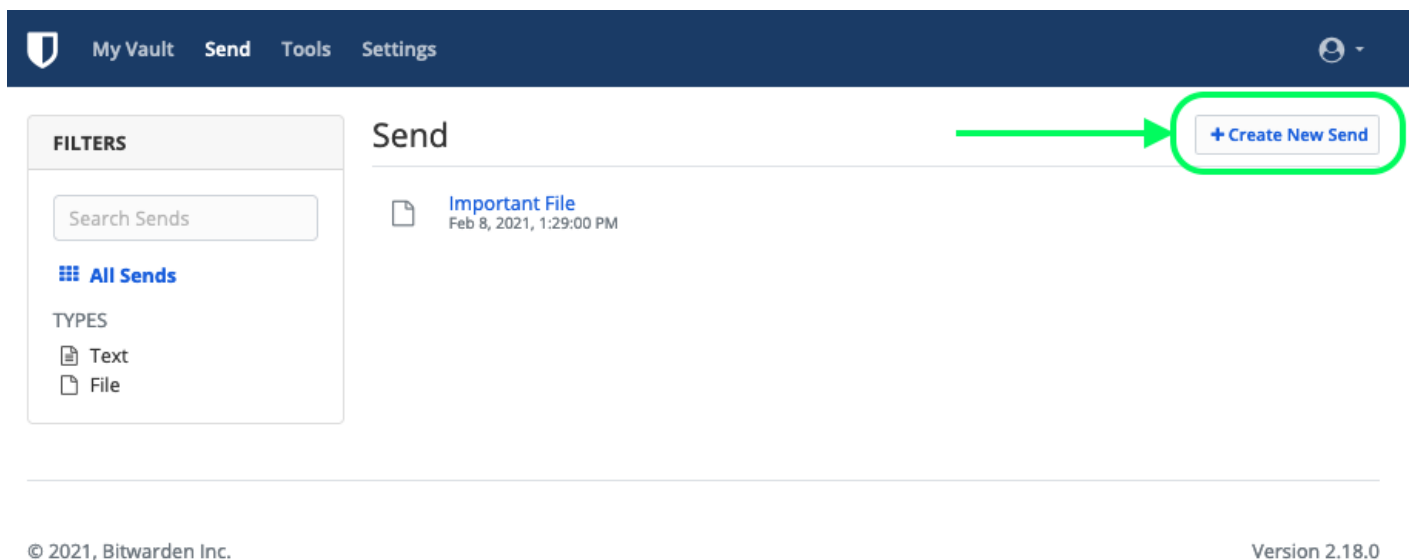 My Vault Send Tools Settings
FILTERS
Search Sends
All Sends
TYPES
Text
File
Send
+ Create New Send
Important File
Feb 8, 2021, 1:29:00 PM
© 2021, Bitwarden Inc.
Version 2.18.0